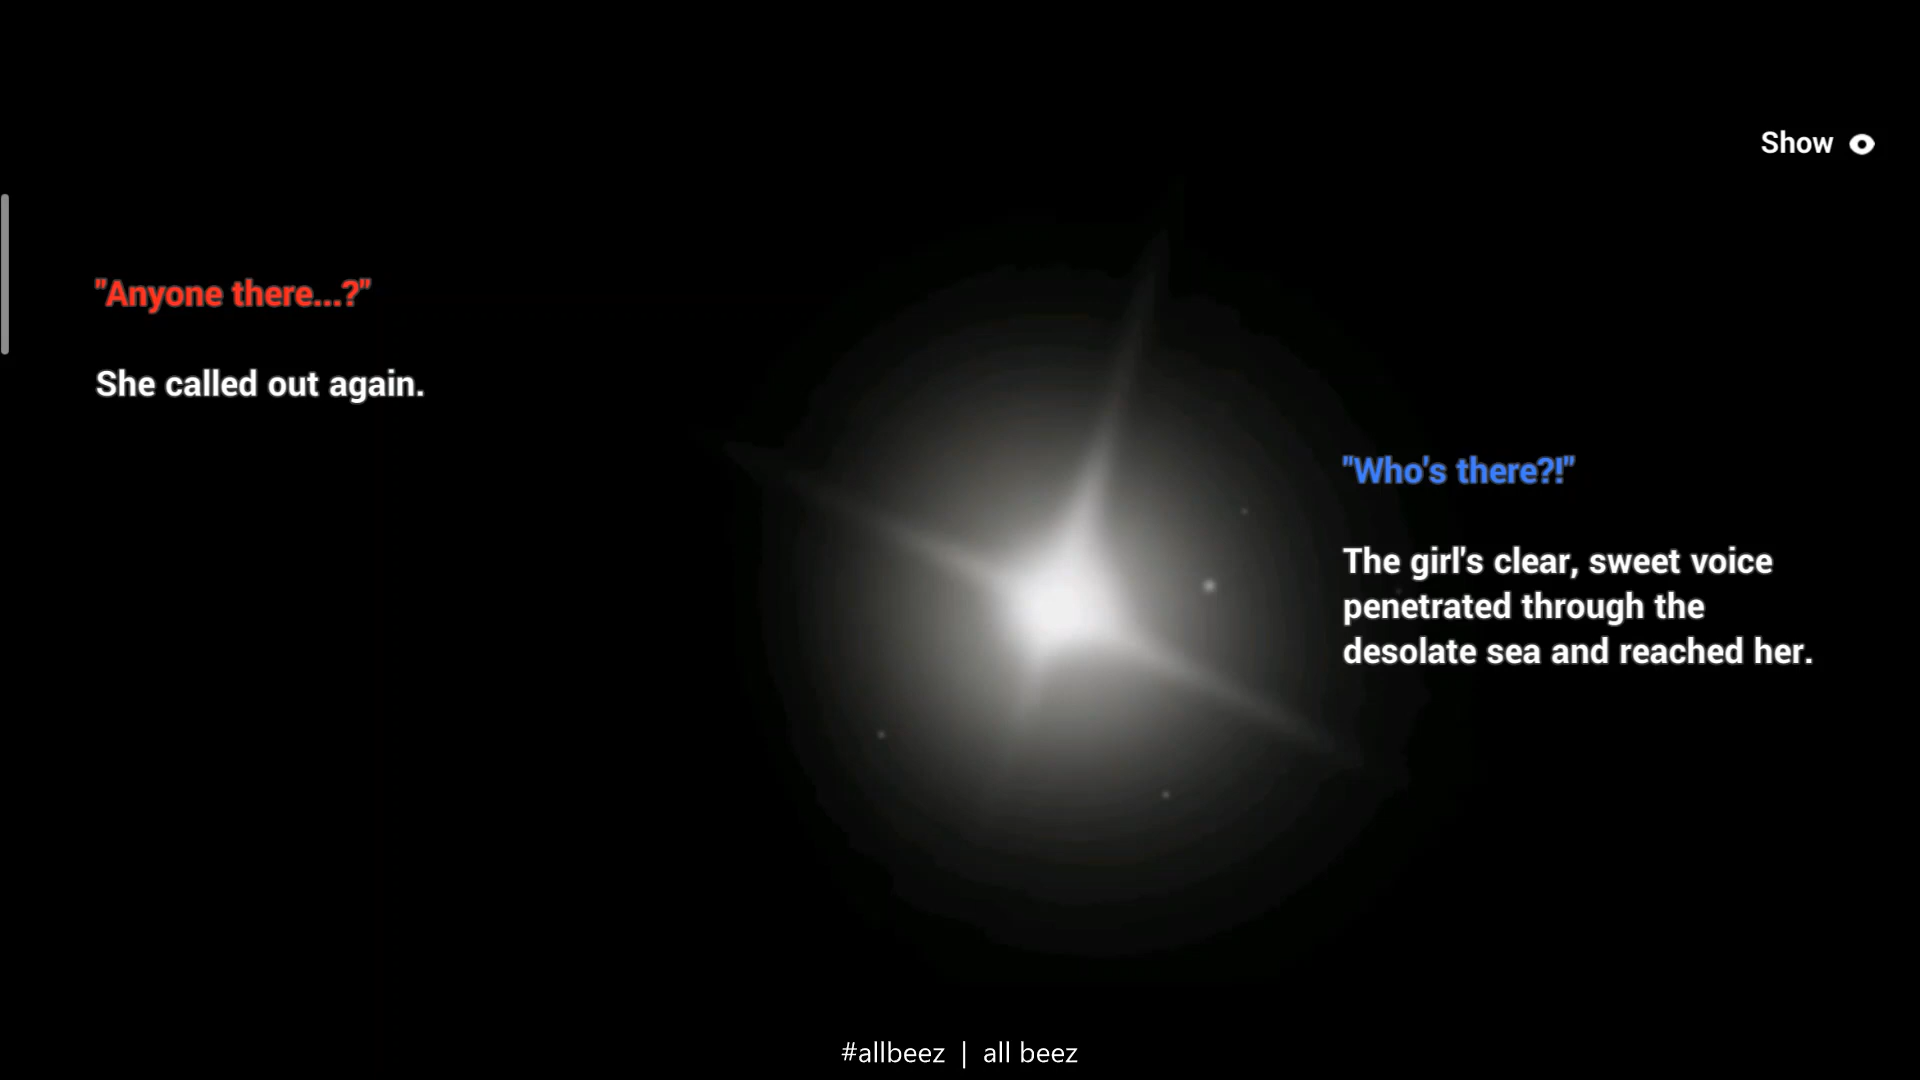 Show
"Anyone there...?"
She called out again.
"Who's there?!"
The girl's clear, sweet voice
penetrated through the
desolate sea and reached her.
#allbeez | all beez